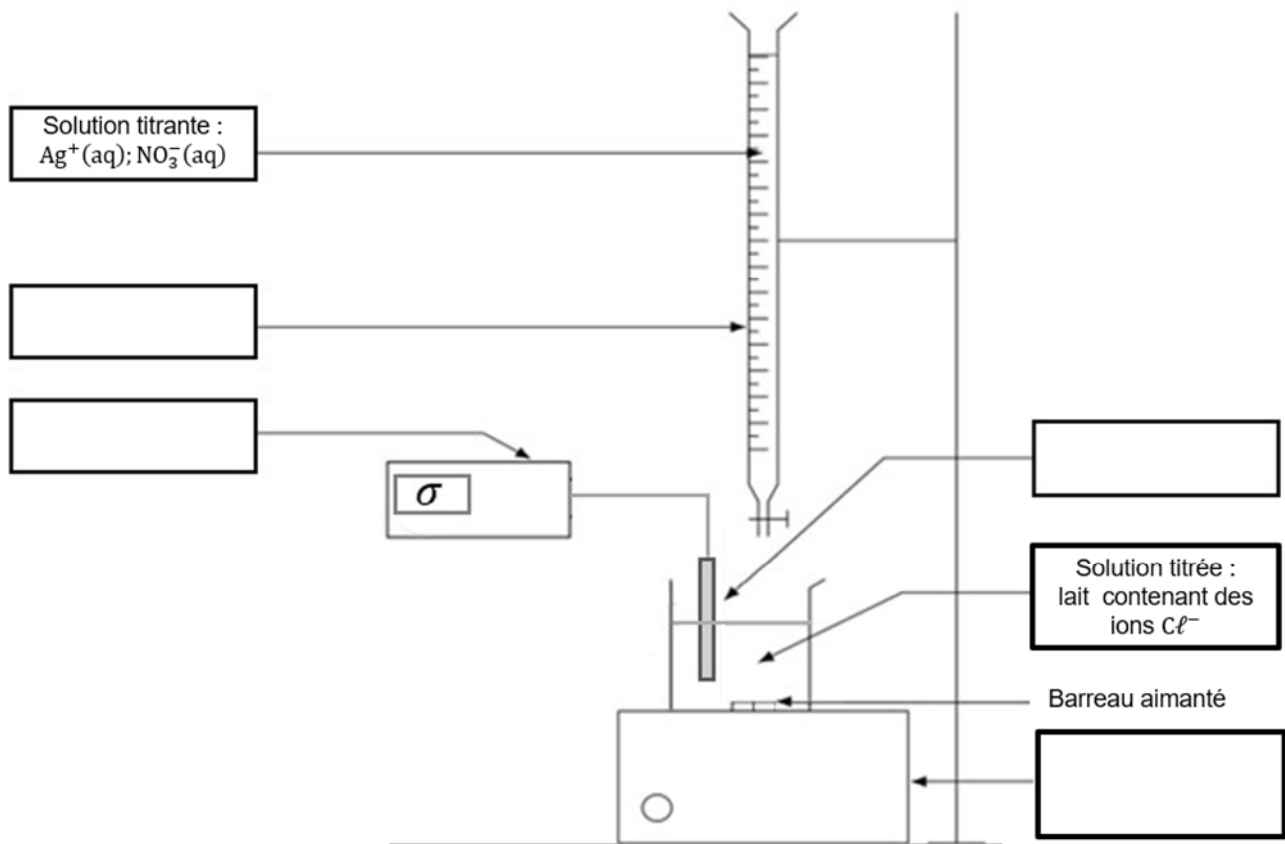 Solution titrante :
Ag⁺(aq); NO₃⁻(aq)
σ
Solution titrée :
lait contenant des
ions Cℓ⁻
Barreau aimanté